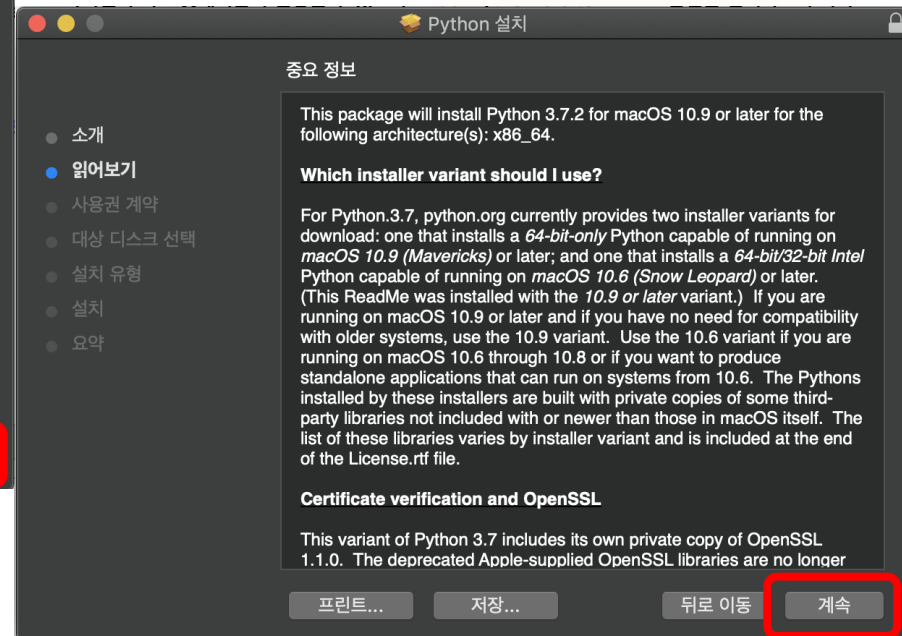 Python 설치
중요 정보
소개
읽어보기
사용권 계약
대상 디스크 선택
설치 유형
설치
요약
This package will install Python 3.7.2 for macOS 10.9 or later for the
following architecture(s): x86_64.
Which installer variant should I use?
For Python.3.7, python.org currently provides two installer variants for
download: one that installs a 64-bit-only Python capable of running on
macOS 10.9 (Mavericks) or later; and one that installs a 64-bit/32-bit Intel
Python capable of running on macOS 10.6 (Snow Leopard) or later.
(This ReadMe was installed with the 10.9 or later variant.)  If you are
running on macOS 10.9 or later and if you have no need for compatibility
with older systems, use the 10.9 variant.  Use the 10.6 variant if you are
running on macOS 10.6 through 10.8 or if you want to produce
standalone applications that can run on systems from 10.6.  The Pythons
installed by these installers are built with private copies of some third-
party libraries not included with or newer than those in macOS itself.  The
list of these libraries varies by installer variant and is included at the end
of the License.rtf file.
Certificate verification and OpenSSL
This variant of Python 3.7 includes its own private copy of OpenSSL
1.1.0.  The deprecated Apple-supplied OpenSSL libraries are no longer
프린트...
저장...
뒤로 이동
계속